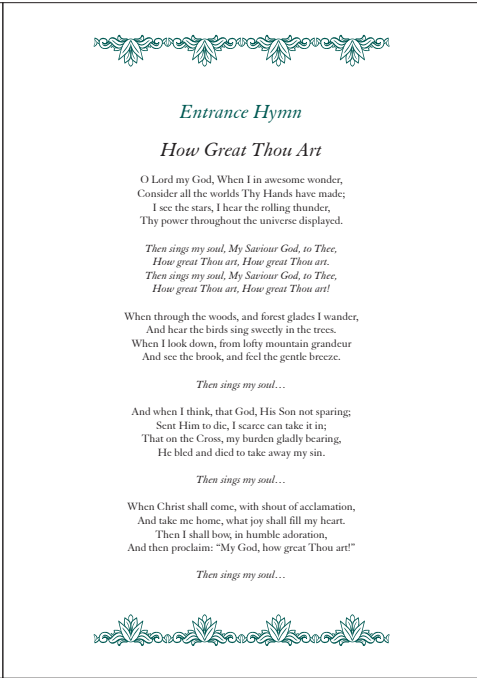 Entrance Hymn
How Great Thou Art
O Lord my God, When I in awesome wonder,
Consider all the worlds Thy Hands have made;
I see the stars, I hear the rolling thunder,
Thy power throughout the universe displayed.
Then sings my soul, My Saviour God, to Thee,
How great Thou art, How great Thou art.
Then sings my soul, My Saviour God, to Thee,
How great Thou art, How great Thou art!
When through the woods, and forest glades I wander,
And hear the birds sing sweetly in the trees.
When I look down, from lofty mountain grandeur
And see the brook, and feel the gentle breeze.
Then sings my soul…
And when I think, that God, His Son not sparing;
Sent Him to die, I scarce can take it in;
That on the Cross, my burden gladly bearing,
He bled and died to take away my sin.
Then sings my soul…
When Christ shall come, with shout of acclamation,
And take me home, what joy shall fill my heart.
Then I shall bow, in humble adoration,
And then proclaim: “My God, how great Thou art!”
Then sings my soul…